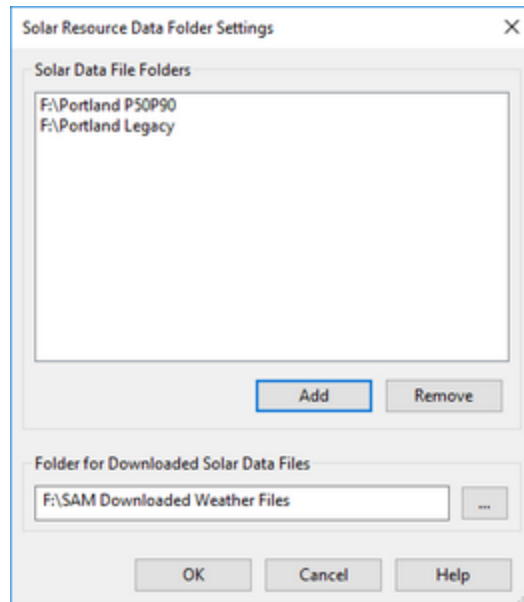 Solar Resource Data Folder Settings
Solar Data File Folders
F:\Portland P50P90
F:\Portland Legacy
Add Remove
Folder for Downloaded Solar Data Files
F:\SAM Downloaded Weather Files ...
OK Cancel Help